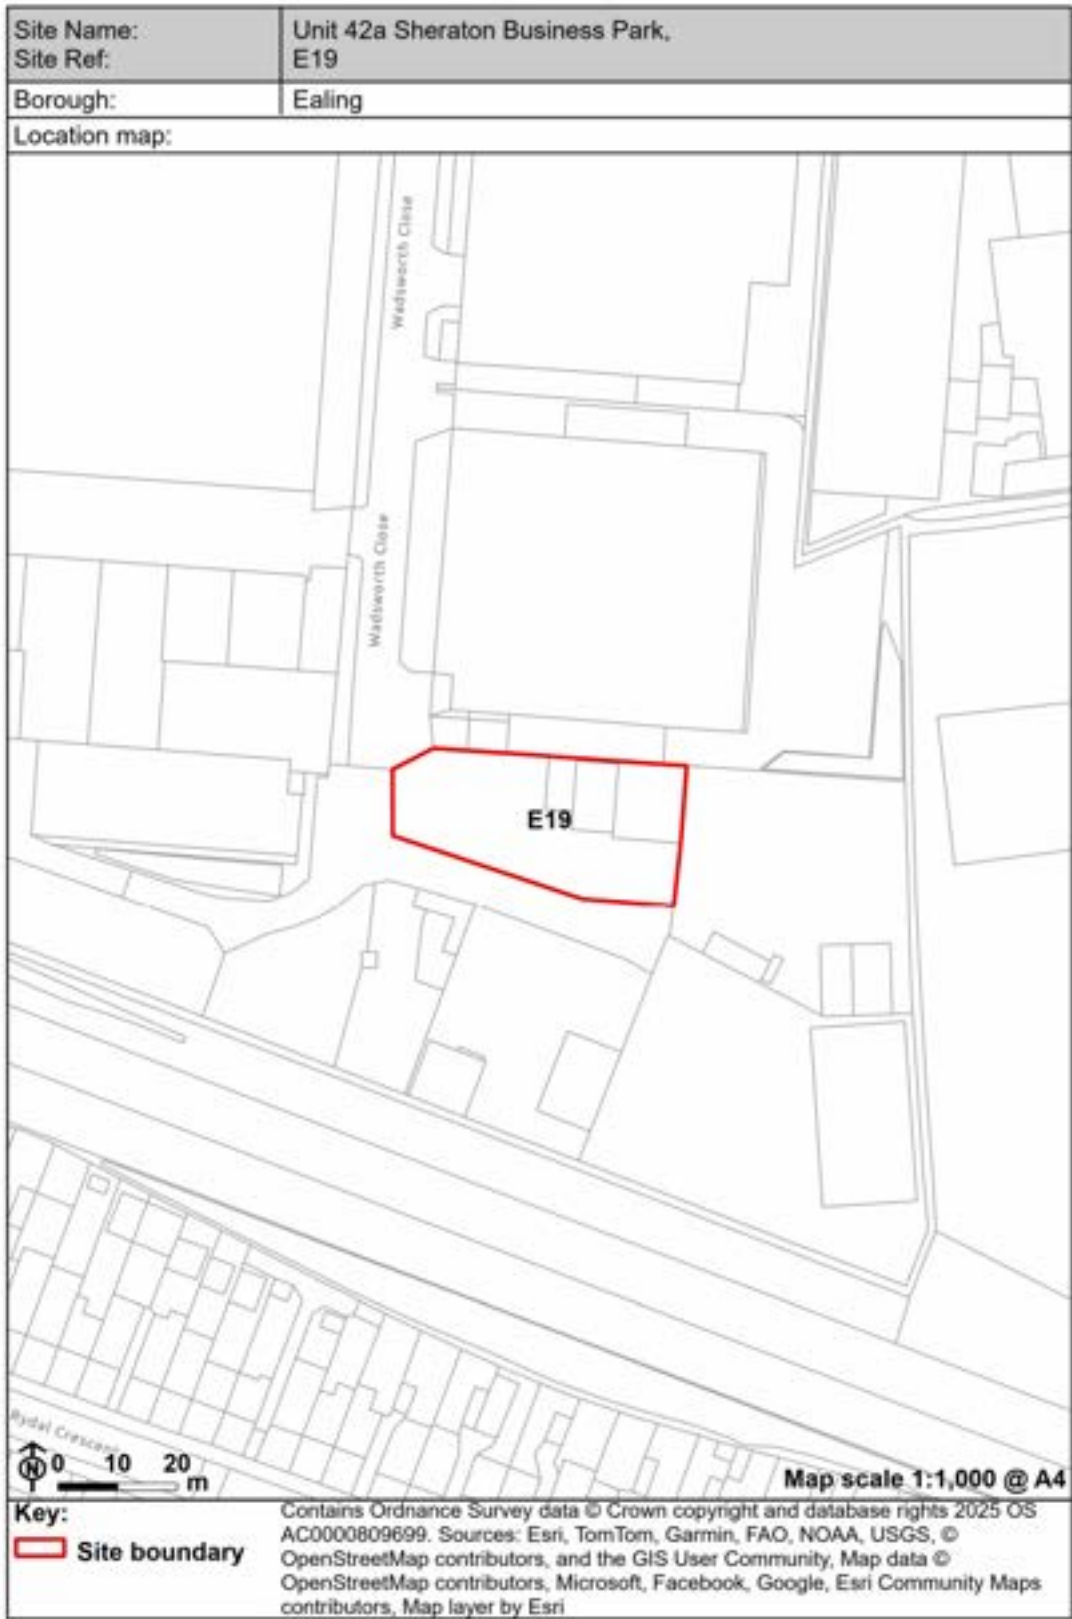 Site Name: Unit 42a Sheraton Business Park,
Site Ref: E19
Borough: Ealing
Location map:
Wadsworth Close
Wadsworth Close
E19
Rydal Crescent
N 0 10 20 m
Map scale 1:1,000 @ A4
Key:
Site boundary
Contains Ordnance Survey data © Crown copyright and database rights 2025 OS
AC0000809699. Sources: Esri, TomTom, Garmin, FAO, NOAA, USGS, ©
OpenStreetMap contributors, and the GIS User Community, Map data ©
OpenStreetMap contributors, Microsoft, Facebook, Google, Esri Community Maps
contributors, Map layer by Esri